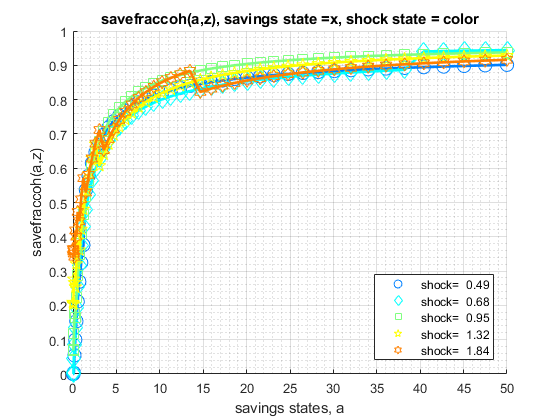 savefraccoh(a,z), savings state =x, shock state = color
savefraccoh(a,z)
1
0.9
0.8
0.7
0.6
0.5
0.4
0.3
0.2
0.1
0
0 5 10 15 20 25 30 35 40 45 50
savings states, a
shock= 0.49
shock= 0.68
shock= 0.95
shock= 1.32
shock= 1.84